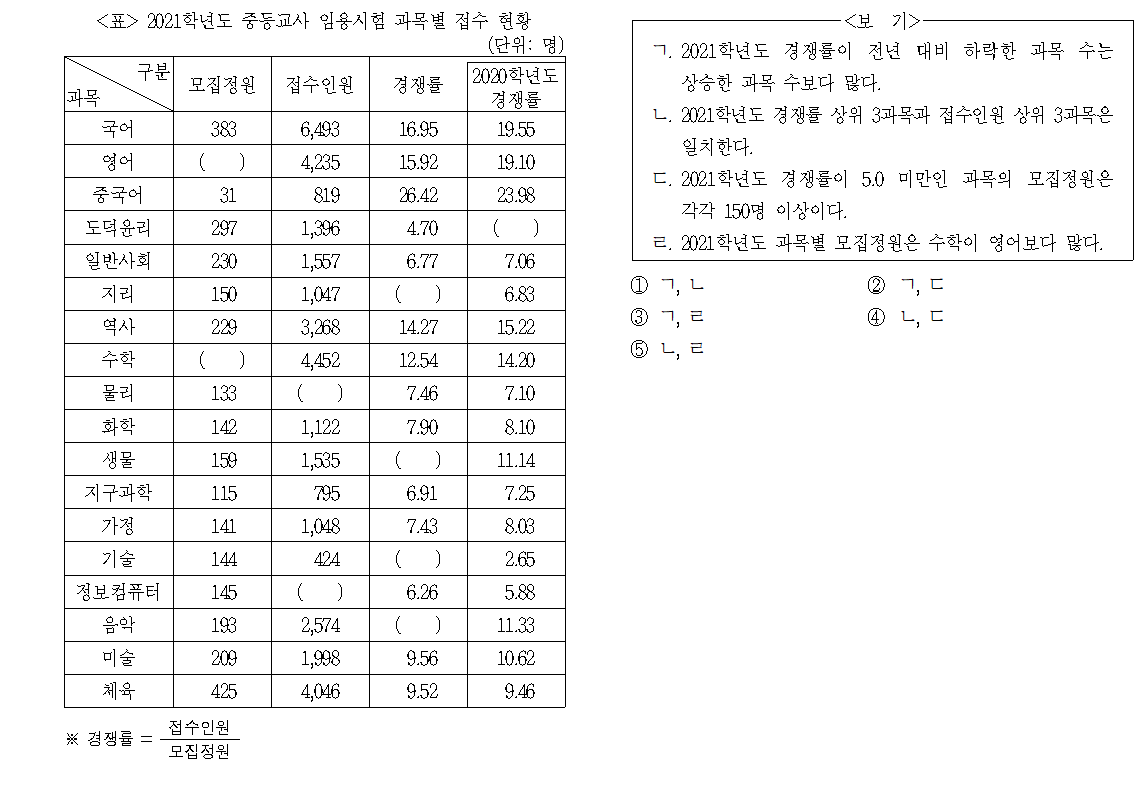 <표> 2021학년도 중등교사 임용시험 과목별 접수 현황
(단위: 명)
구분 과목 모집정원 접수인원 경쟁률 2020학년도 경쟁률
국어 383 6,493 16.95 19.55
영어 (  ) 4,235 15.92 19.10
중국어 31 819 26.42 23.98
도덕윤리 297 1,396 4.70 (  )
일반사회 230 1,557 6.77 7.06
지리 150 1,047 (  ) 6.83
역사 229 3,268 14.27 15.22
수학 (  ) 4,452 12.54 14.20
물리 133 (  ) 7.46 7.10
화학 142 1,122 7.90 8.10
생물 159 1,535 (  ) 11.14
지구과학 115 795 6.91 7.25
가정 141 1,048 7.43 8.03
기술 144 424 (  ) 2.65
정보컴퓨터 145 (  ) 6.26 5.88
음악 193 2,574 (  ) 11.33
미술 209 1,998 9.56 10.62
체육 425 4,046 9.52 9.46
※ 경쟁률 = 접수인원
모집정원
<보 기>
ㄱ. 2021학년도 경쟁률이 전년 대비 하락한 과목 수는
상승한 과목 수보다 많다.
ㄴ. 2021학년도 경쟁률 상위 3과목과 접수인원 상위 3과목은
일치한다.
ㄷ. 2021학년도 경쟁률이 5.0 미만인 과목의 모집정원은
각각 150명 이상이다.
ㄹ. 2021학년도 과목별 모집정원은 수학이 영어보다 많다.
① ㄱ, ㄴ ② ㄱ, ㄷ
③ ㄱ, ㄹ ④ ㄴ, ㄷ
⑤ ㄴ, ㄹ